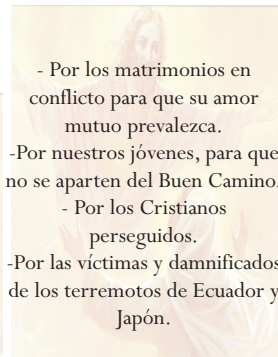 - Por los matrimonios en
conflicto para que su amor
mutuo prevalezca.
-Por nuestros jóvenes, para que
no se aparten del Buen Camino.
- Por los Cristianos
perseguidos.
-Por las víctimas y damnificados
de los terremotos de Ecuador y
Japón.